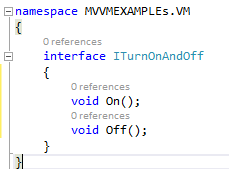 namespace MVVMEXAMPLEs.VM
{
0 references
interface ITurnOnAndOff
{
0 references
void On();
0 references
void Off();
}
}